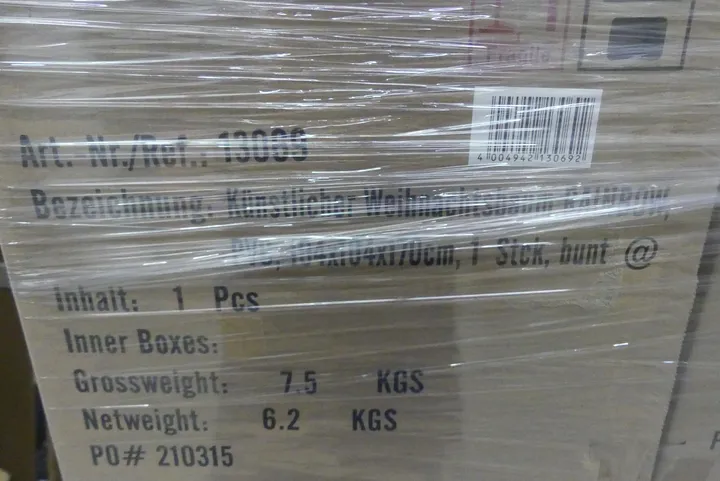 Fragile
4 004942 130692
Art. Nr./Ref.: 13069
Bezeichnung: Künstlicher Weihnachtsbaum RAINBOW,
PVC, 104x104x170cm, 1 Stck, bunt @
Inhalt: 1 Pcs
Inner Boxes:
Grossweight: 7.5 KGS
Netweight: 6.2 KGS
PO# 210315